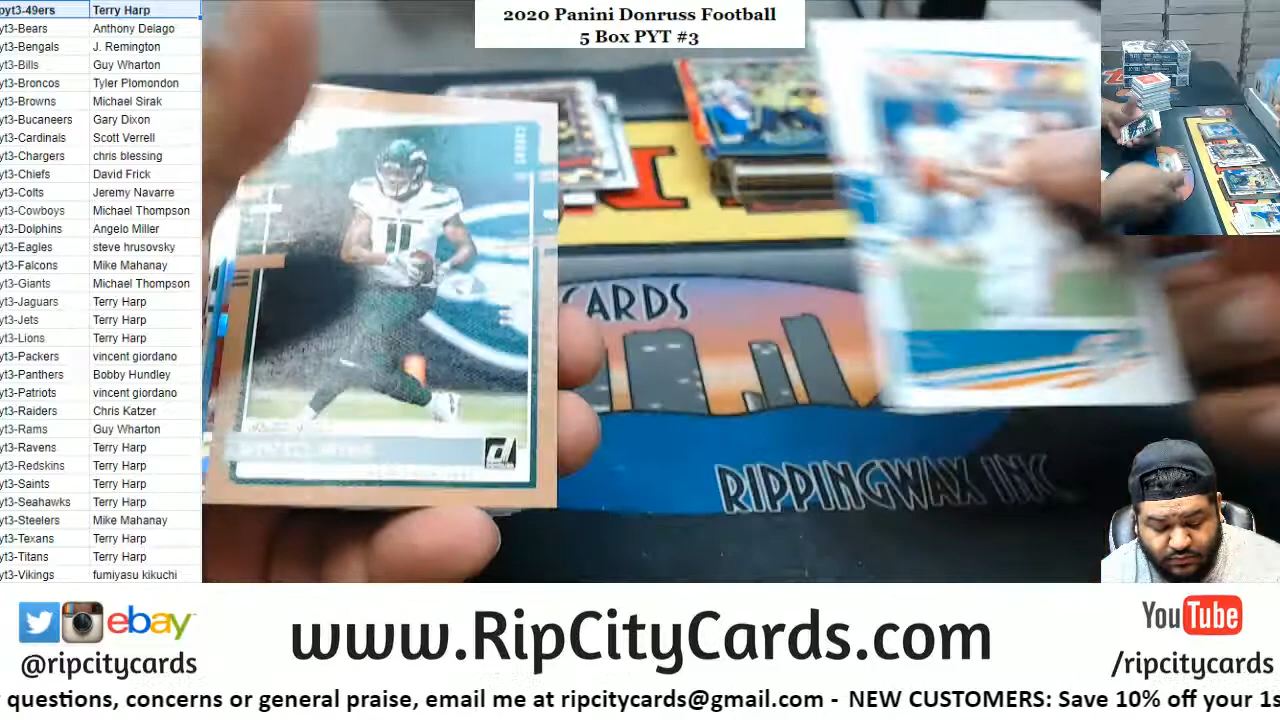 pyt3-49ers Terry Harp
yt3-Bears Anthony Delago
yt3-Bengals J. Remington
yt3-Bills Guy Wharton
yt3-Broncos Tyler Plomondon
yt3-Browns Michael Sirak
yt3-Bucaneers Gary Dixon
yt3-Cardinals Scott Verrell
yt3-Chargers chris blessing
yt3-Chiefs David Frick
yt3-Colts Jeremy Navarre
yt3-Cowboys Michael Thompson
yt3-Dolphins Angelo Miller
yt3-Eagles steve hrusovsky
yt3-Falcons Mike Mahanay
yt3-Giants Michael Thompson
yt3-Jaguars Terry Harp
yt3-Jets Terry Harp
yt3-Lions Terry Harp
yt3-Packers vincent giordano
yt3-Panthers Bobby Hundley
yt3-Patriots vincent giordano
yt3-Raiders Chris Katzer
yt3-Rams Guy Wharton
yt3-Ravens Terry Harp
yt3-Redskins Terry Harp
yt3-Saints Terry Harp
yt3-Seahawks Terry Harp
yt3-Steelers Mike Mahanay
yt3-Texans Terry Harp
yt3-Titans Terry Harp
yt3-Vikings fumiyasu kikuchi
2020 Panini Donruss Football
5 Box PYT #3
11
CARDS
RIPPINGWAX INC
ebay
@ripcitycards
www.RipCityCards.com
YouTube
/ripcitycards
questions, concerns or general praise, email me at ripcitycards@gmail.com - NEW CUSTOMERS: Save 10% off your 1s